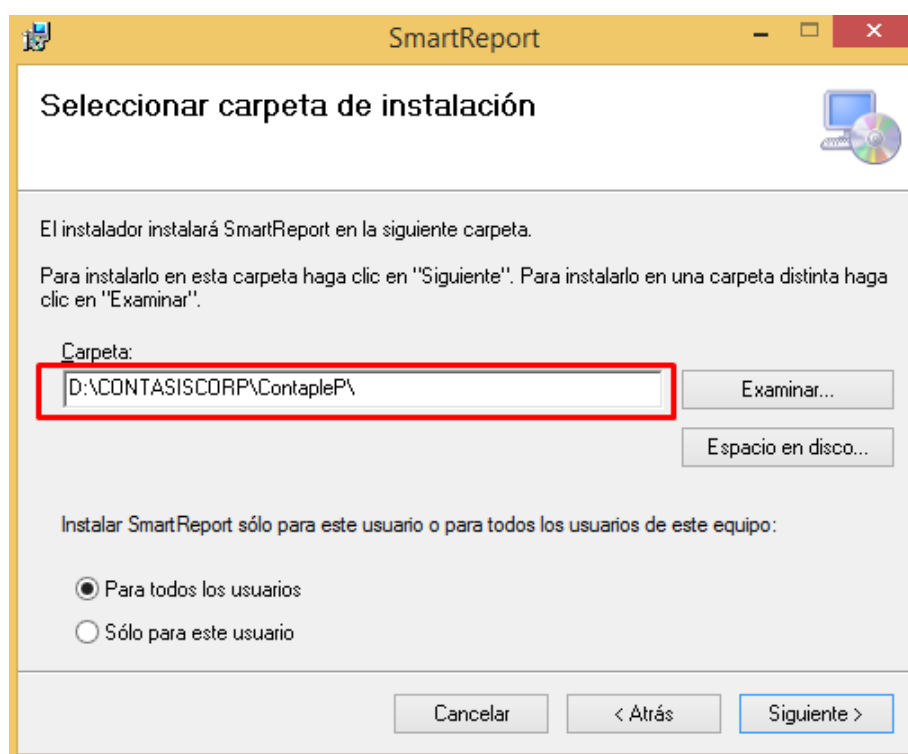 SmartReport
Seleccionar carpeta de instalación
El instalador instalará SmartReport en la siguiente carpeta.
Para instalarlo en esta carpeta haga clic en "Siguiente". Para instalarlo en una carpeta distinta haga
clic en "Examinar".
Carpeta:
D:\CONTASISCORP\ContapleP\
Examinar...
Espacio en disco...
Instalar SmartReport sólo para este usuario o para todos los usuarios de este equipo:
Para todos los usuarios
Sólo para este usuario
Cancelar
< Atrás
Siguiente >